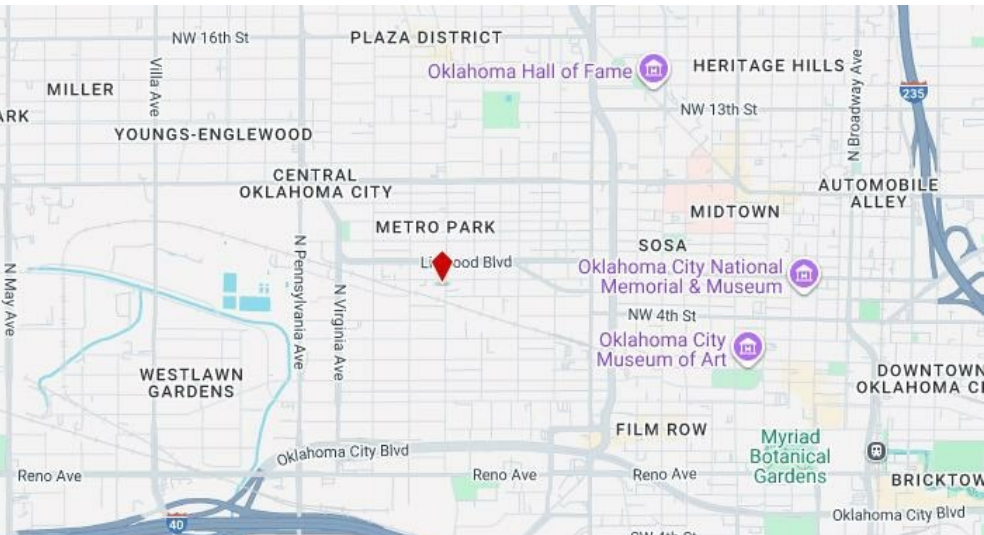 NW 16th St
PLAZA DISTRICT
Oklahoma Hall of Fame
HERITAGE HILLS
MILLER
Villa Ave
235
N Broadway Ave
ARK
NW 13th St
YOUNGS-ENGLEWOOD
CENTRAL
OKLAHOMA CITY
AUTOMOBILE
ALLEY
MIDTOWN
METRO PARK
SOSA
Blvd
Oklahoma City National
Memorial & Museum
N May Ave
N Pennsylvania Ave
N Virginia Ave
NW 4th St
Oklahoma City
Museum of Art
WESTLAWN
GARDENS
DOWNTOWN
OKLAHOMA CI
FILM ROW
Myriad
Botanical
Gardens
Oklahoma City Blvd
Reno Ave
Reno Ave
Reno Ave
BRICKTOW
40
Oklahoma City Blvd